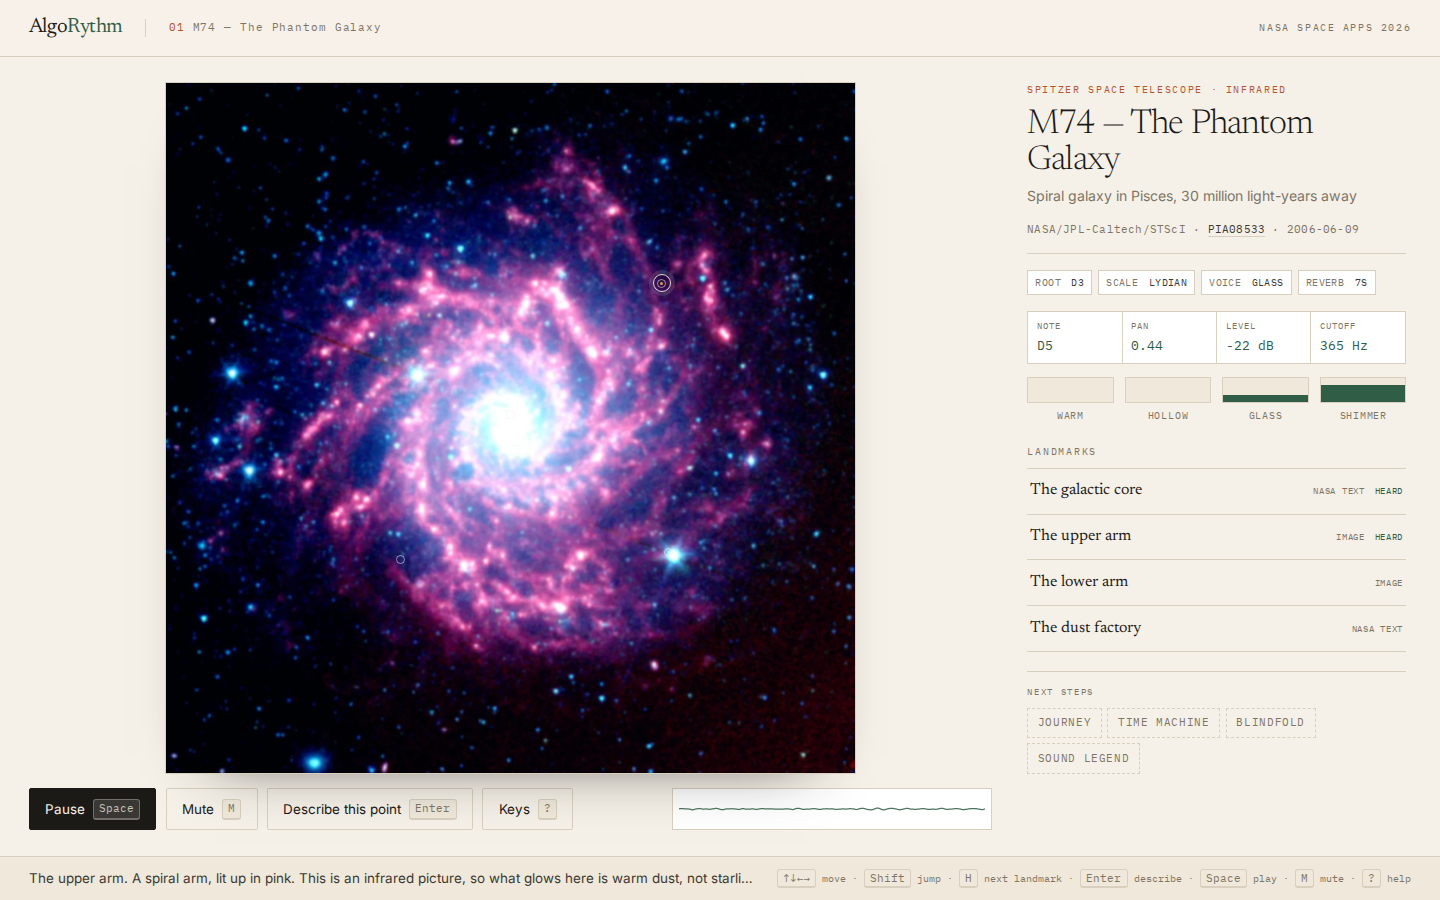 AlgoRythm
01 M74 — The Phantom Galaxy
NASA SPACE APPS 2026
SPITZER SPACE TELESCOPE · INFRARED
M74 — The Phantom
Galaxy
Spiral galaxy in Pisces, 30 million light-years away
NASA/JPL-Caltech/STScI · PIA08533 · 2006-06-09
ROOT D3 SCALE LYDIAN VOICE GLASS REVERB 7S
NOTE PAN LEVEL CUTOFF
D5 0.44 -22 dB 365 Hz
WARM HOLLOW GLASS SHIMMER
LANDMARKS
The galactic core NASA TEXT HEARD
The upper arm IMAGE HEARD
The lower arm IMAGE
The dust factory NASA TEXT
NEXT STEPS
JOURNEY TIME MACHINE BLINDFOLD
SOUND LEGEND
Pause Space Mute M Describe this point Enter Keys ?
The upper arm. A spiral arm, lit up in pink. This is an infrared picture, so what glows here is warm dust, not starli...
↑↓←→ move · Shift jump · H next landmark · Enter describe · Space play · M mute · ? help